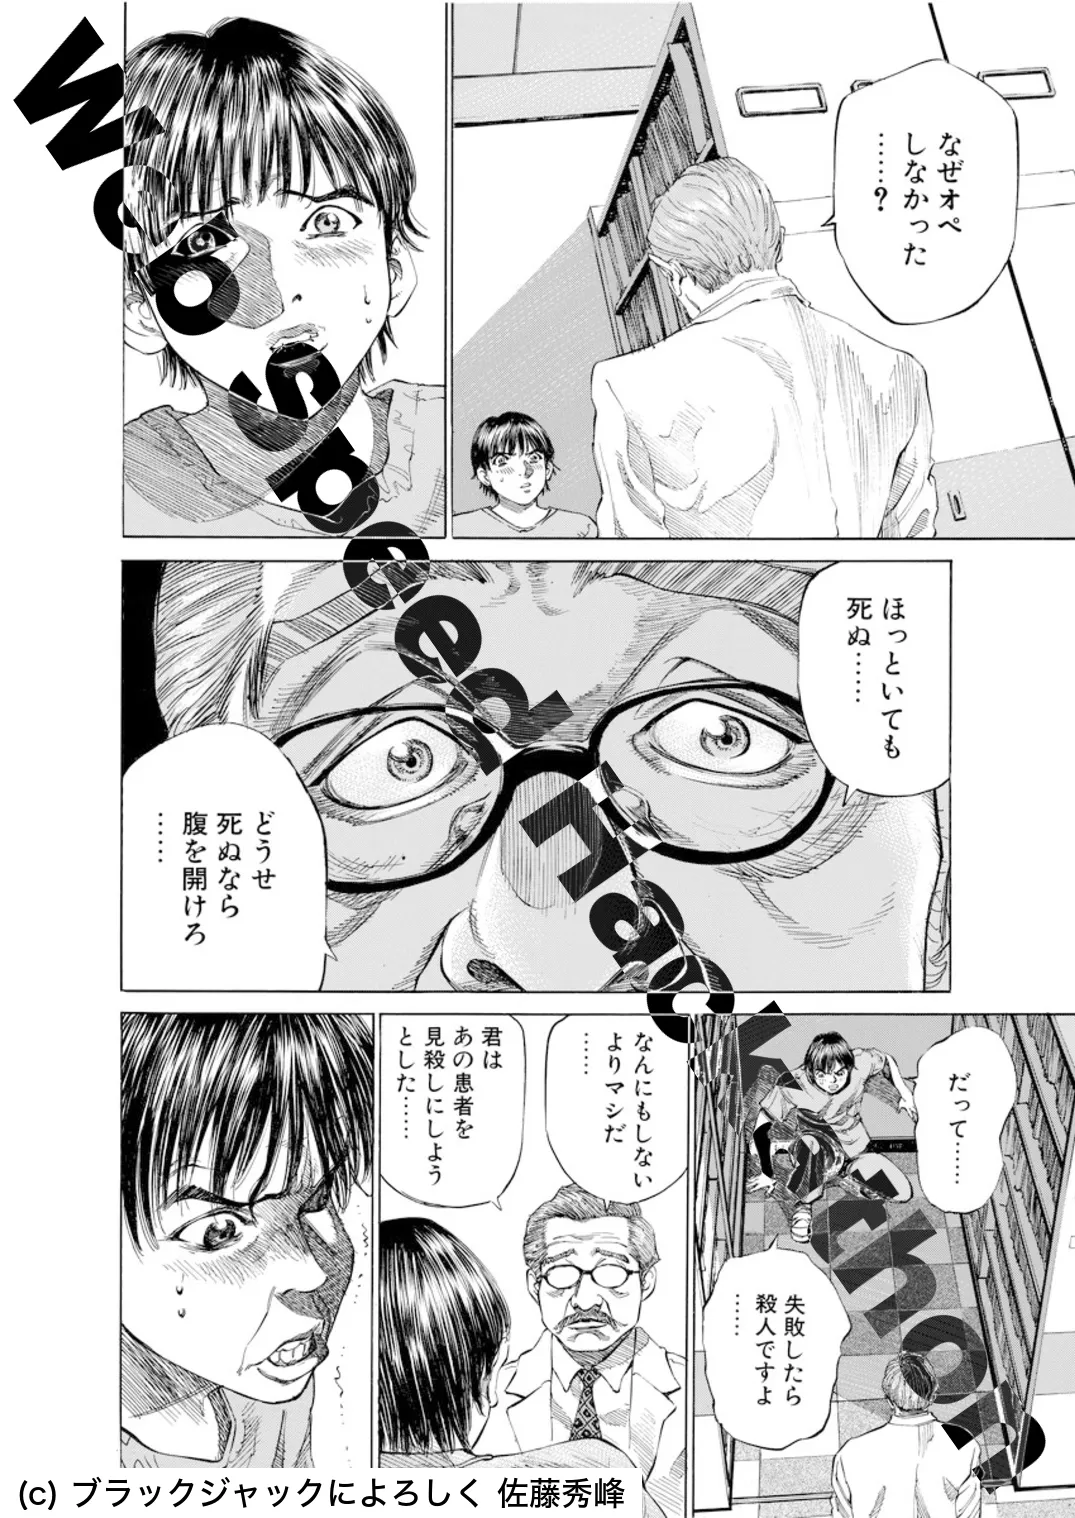 なぜオペ
しなかった
……？
ほっといても
死ぬ……
どうせ
死ぬなら
腹を開けろ
……
だって……
失敗したら
殺人ですよ
……
なんにもしない
よりマシだ
……
君は
あの患者を
見殺しにしよう
とした……
(c) ブラックジャックによろしく 佐藤秀峰